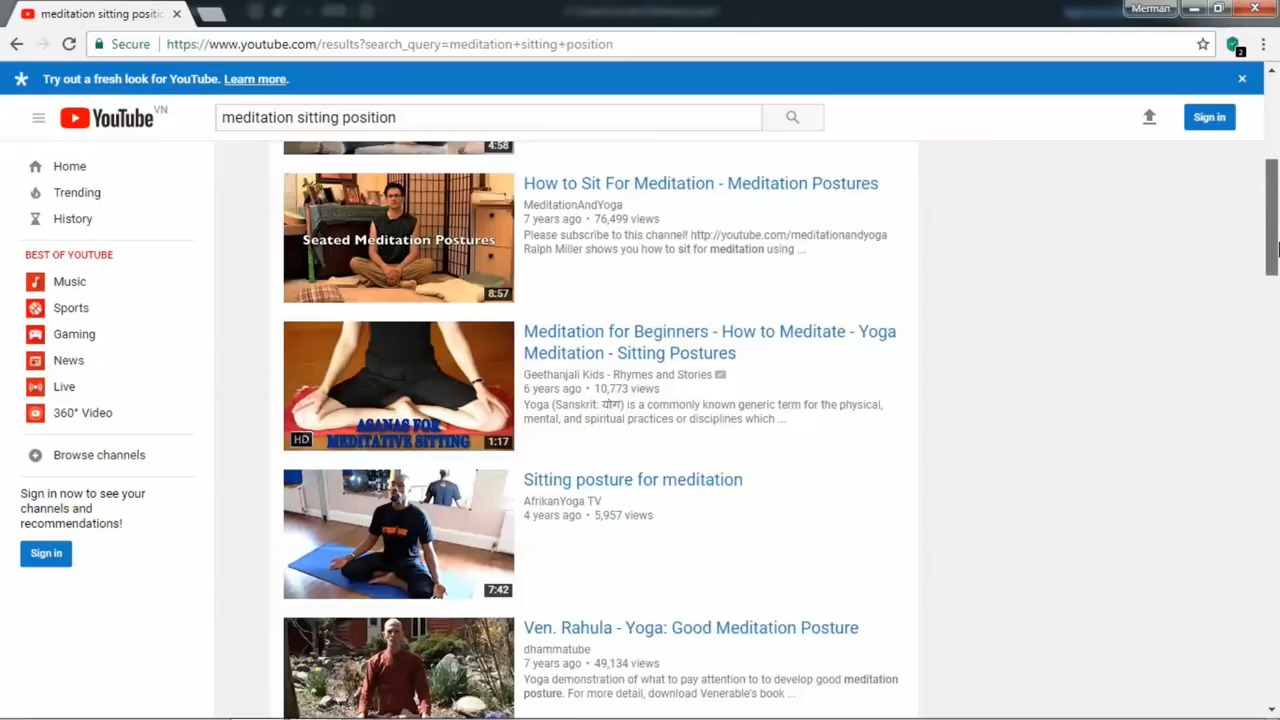 meditation sitting positio
Merman
Secure
https://www.youtube.com/results?search_query=meditation+sitting+position
2
Try out a fresh look for YouTube. Learn more.
YouTube VN
meditation sitting position
Sign in
Home
Trending
History
BEST OF YOUTUBE
Music
Sports
Gaming
News
Live
360° Video
Browse channels
Sign in now to see your
channels and
recommendations!
Sign in
4:58
Seated Meditation Postures
8:57
How to Sit For Meditation - Meditation Postures
MeditationAndYoga
7 years ago • 76,499 views
Please subscribe to this channel! http://youtube.com/meditationandyoga
Ralph Miller shows you how to sit for meditation using ...
ASANAS FOR
MEDITATIVE SITTING
HD
1:17
Meditation for Beginners - How to Meditate - Yoga
Meditation - Sitting Postures
Geethanjali Kids - Rhymes and Stories
6 years ago • 10,773 views
Yoga (Sanskrit: योग) is a commonly known generic term for the physical,
mental, and spiritual practices or disciplines which ...
7:42
Sitting posture for meditation
AfrikanYoga TV
4 years ago • 5,957 views
Ven. Rahula - Yoga: Good Meditation Posture
dhammatube
7 years ago • 49,134 views
Yoga demonstration of what to pay attention to to develop good meditation
posture. For more detail, download Venerable's book ...